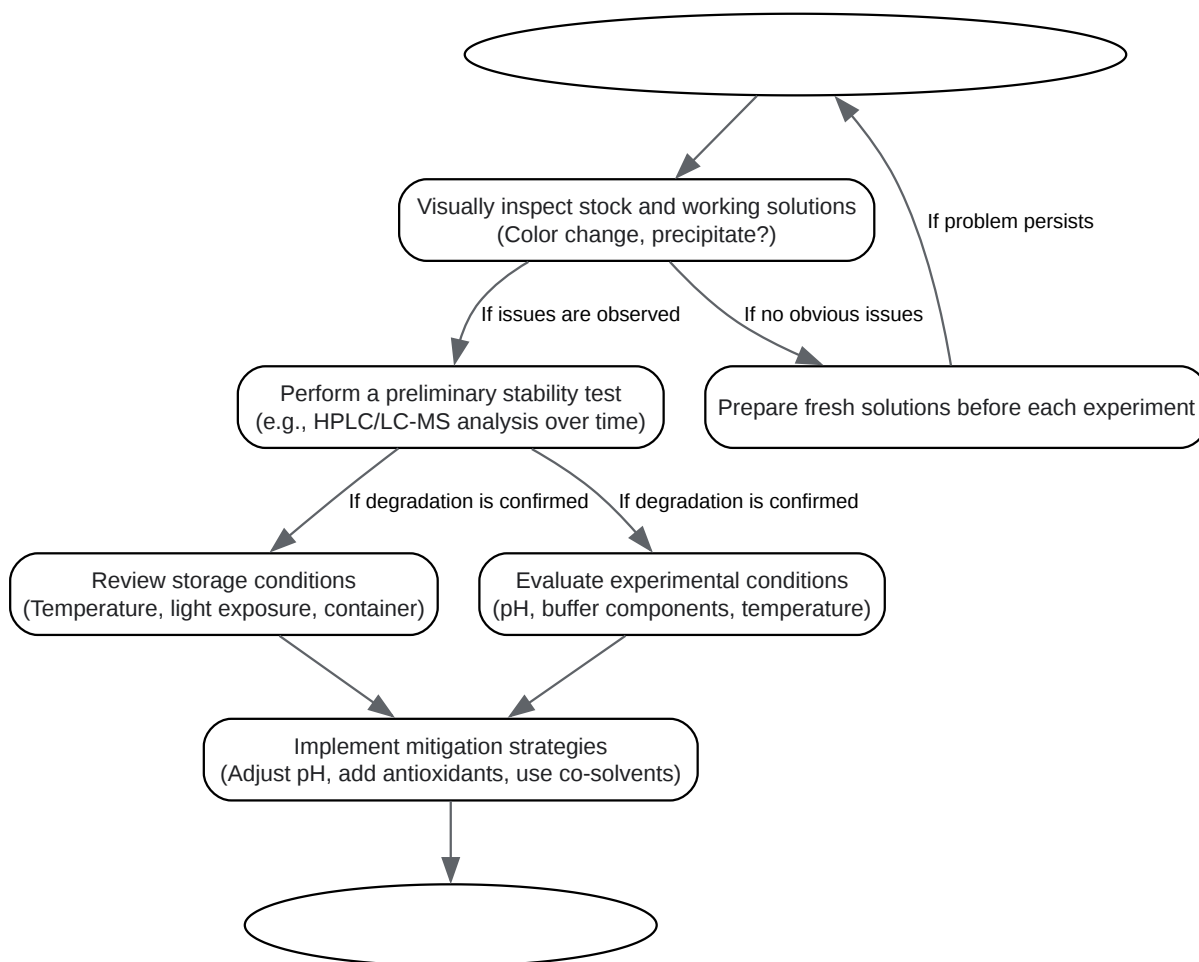 Visually inspect stock and working solutions
(Color change, precipitate?)
If problem persists
If issues are observed
If no obvious issues
Perform a preliminary stability test
(e.g., HPLC/LC-MS analysis over time)
Prepare fresh solutions before each experiment
If degradation is confirmed
If degradation is confirmed
Review storage conditions
(Temperature, light exposure, container)
Evaluate experimental conditions
(pH, buffer components, temperature)
Implement mitigation strategies
(Adjust pH, add antioxidants, use co-solvents)